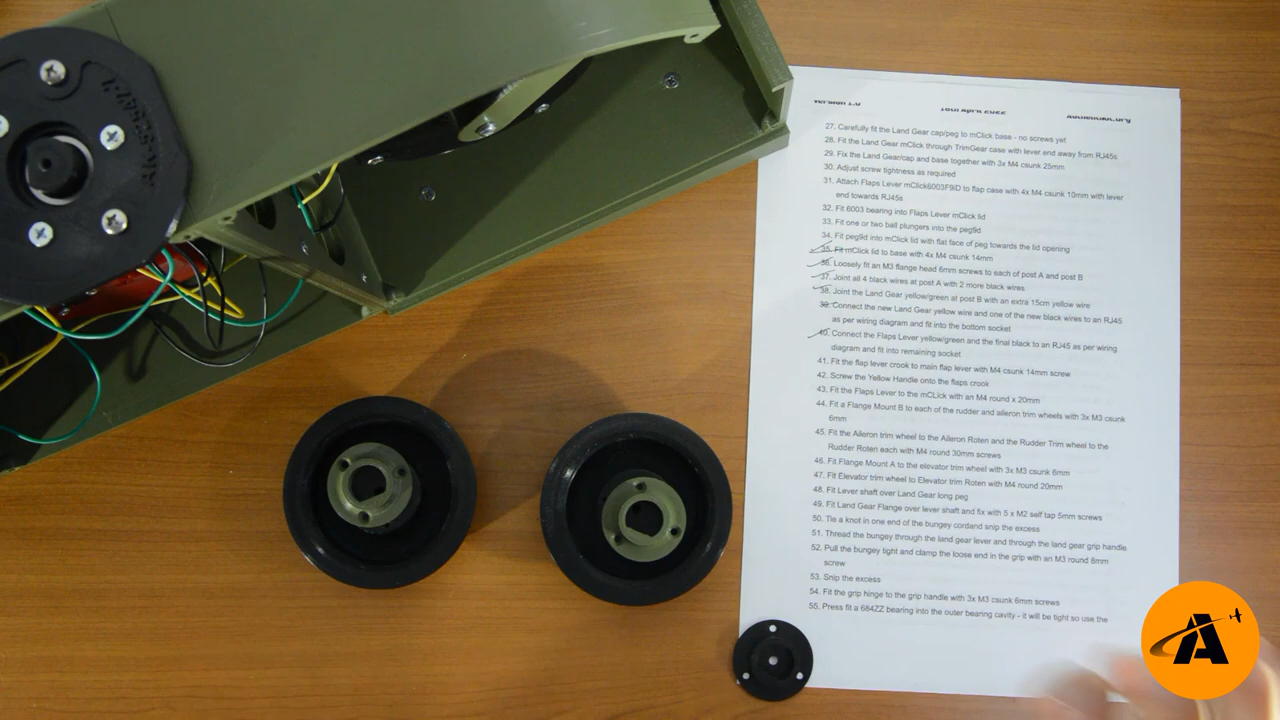 Version 1.0 16th April 2022 authentikit.org
27. Carefully fit the Land Gear cap/peg to mClick base - no screws yet
28. Fit the Land Gear mClick through TrimGear case with lever end away from RJ45s
29. Fix the Land Gear/cap and base together with 3x M4 csunk 25mm
30. Adjust screw tightness as required
31. Attach Flaps Lever mClick6003F9iD to flap case with 4x M4 csunk 10mm with lever
end towards RJ45s
32. Fit 6003 bearing into Flaps Lever mClick lid
33. Fit one or two ball plungers into the peg9d
34. Fit peg9d into mClick lid with flat face of peg towards the lid opening
35. Fit mClick lid to base with 4x M4 csunk 14mm
36. Loosely fit an M3 flange head 6mm screws to each of post A and post B
37. Joint all 4 black wires at post A with 2 more black wires
38. Joint the Land Gear yellow/green at post B with an extra 15cm yellow wire
39. Connect the new Land Gear yellow wire and one of the new black wires to an RJ45
as per wiring diagram and fit into the bottom socket
40. Connect the Flaps Lever yellow/green and the final black to an RJ45 as per wiring
diagram and fit into remaining socket
41. Fit the flap lever crook to main flap lever with M4 csunk 14mm screw
42. Screw the Yellow Handle onto the flaps crook
43. Fit the Flaps Lever to the mCLick with an M4 round x 20mm
44. Fit a Flange Mount B to each of the rudder and aileron trim wheels with 3x M3 csunk
6mm
45. Fit the Aileron trim wheel to the Aileron Roten and the Rudder Trim wheel to the
Rudder Roten each with M4 round 30mm screws
46. Fit Flange Mount A to the elevator trim wheel with 3x M3 csunk 6mm
47. Fit Elevator trim wheel to Elevator trim Roten with M4 round 20mm
48. Fit Lever shaft over Land Gear long peg
49. Fit Land Gear Flange over lever shaft and fix with 5 x M2 self tap 5mm screws
50. Tie a knot in one end of the bungey cordand snip the excess
51. Thread the bungey through the land gear lever and through the land gear grip handle
52. Pull the bungey tight and clamp the loose end in the grip with an M3 round 8mm
screw
53. Snip the excess
54. Fit the grip hinge to the grip handle with 3x M3 csunk 6mm screws
55. Press fit a 684ZZ bearing into the outer bearing cavity - it will be tight so use the
A